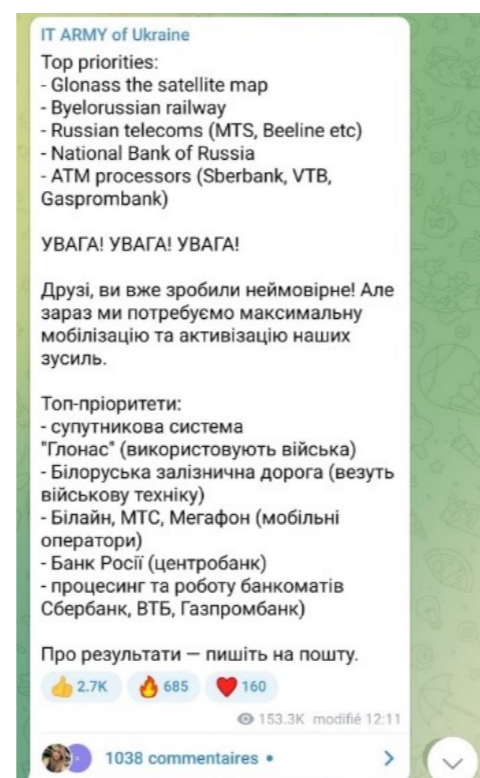 IT ARMY of Ukraine
Top priorities:
- Glonass the satellite map
- Byelorussian railway
- Russian telecoms (MTS, Beeline etc)
- National Bank of Russia
- ATM processors (Sberbank, VTB,
Gasprombank)
УВАГА! УВАГА! УВАГА!
Друзі, ви вже зробили неймовірне! Але
зараз ми потребуємо максимальну
мобілізацію та активізацію наших
зусиль.
Топ-пріоритети:
- супутникова система
"Глонас" (використовують війська)
- Білоруська залізнична дорога (везуть
військову техніку)
- Білайн, МТС, Мегафон (мобільні
оператори)
- Банк Росії (центробанк)
- процесинг та роботу банкоматів
Сбербанк, ВТБ, Газпромбанк)
Про результати — пишіть на пошту.
👍 2.7K 🔥 685 ❤️ 160
153.3K modifié 12:11
1038 commentaires